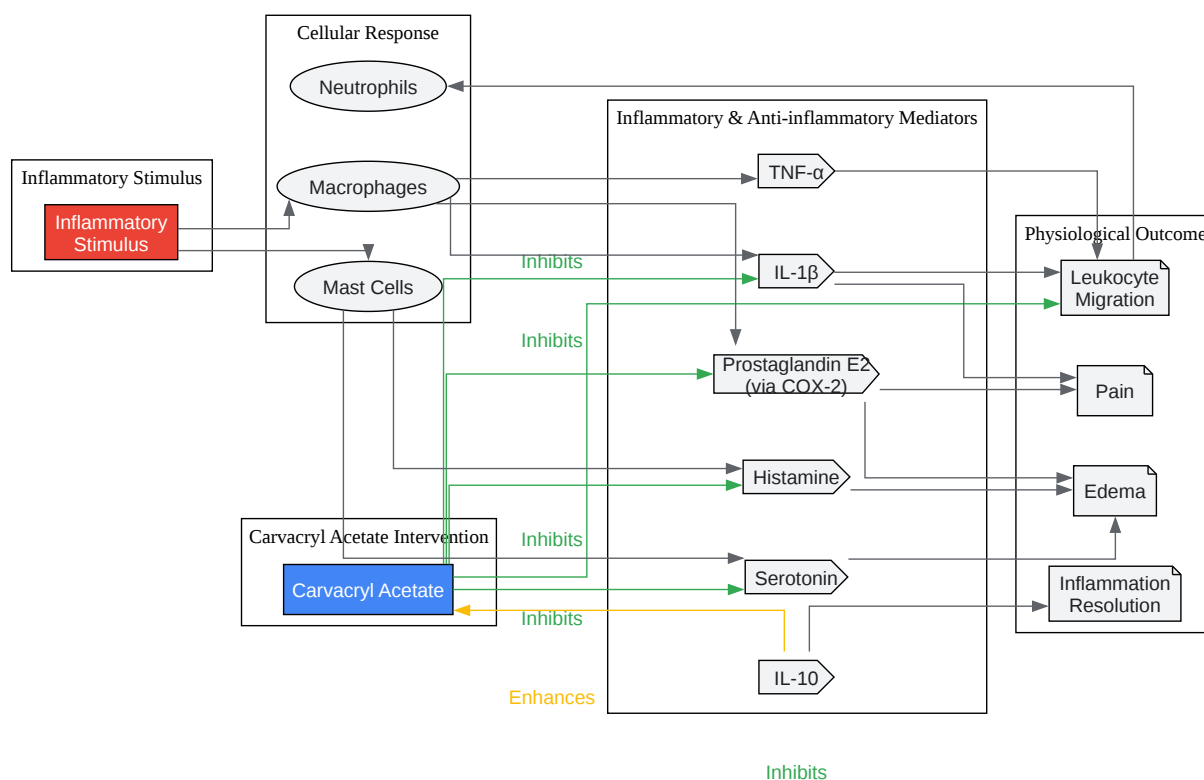 Cellular Response
Neutrophils
Macrophages
Mast Cells
Inflammatory Stimulus
Inflammatory
Stimulus
Carvacryl Acetate Intervention
Carvacryl Acetate
Inhibits
Inhibits
Inhibits
Inhibits
Enhances
Inhibits
Inflammatory & Anti-inflammatory Mediators
TNF-α
IL-1β
Prostaglandin E2
(via COX-2)
Histamine
Serotonin
IL-10
Physiological Outcome
Leukocyte
Migration
Pain
Edema
Inflammation
Resolution